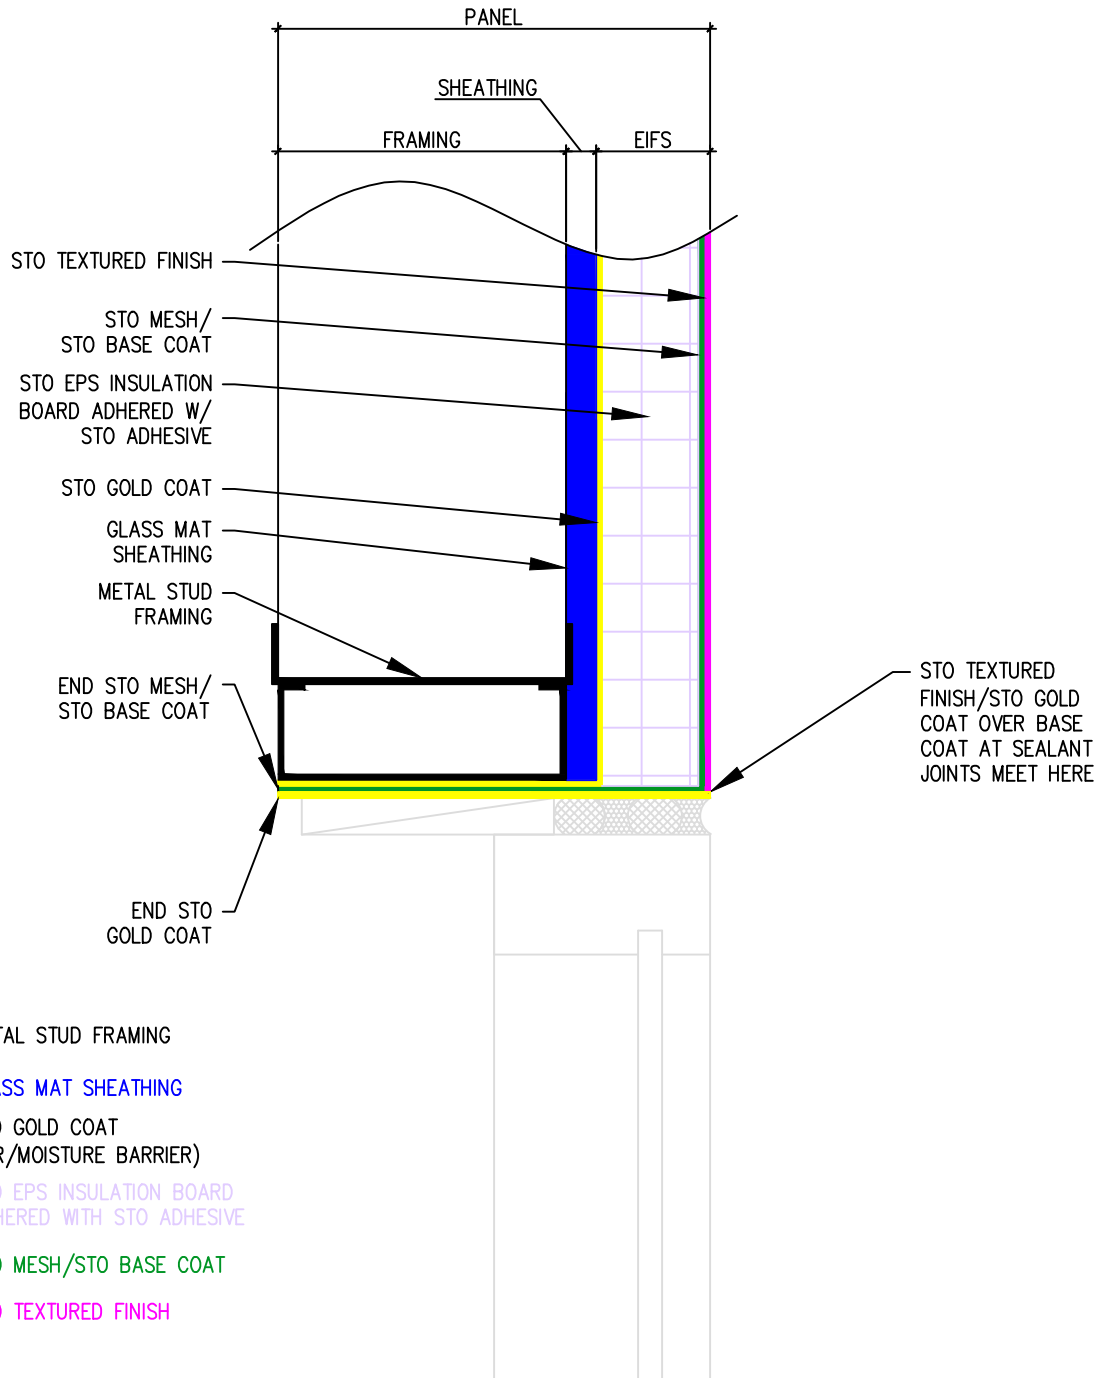 PANEL
SHEATHING
FRAMING
EIFS
STO TEXTURED FINISH
STO MESH/
STO BASE COAT
STO EPS INSULATION
BOARD ADHERED W/
STO ADHESIVE
STO GOLD COAT
GLASS MAT
SHEATHING
METAL STUD
FRAMING
END STO MESH/
STO BASE COAT
STO TEXTURED
FINISH/STO GOLD
COAT OVER BASE
COAT AT SEALANT
JOINTS MEET HERE
END STO
GOLD COAT
TAL STUD FRAMING
ASS MAT SHEATHING
O GOLD COAT
R/MOISTURE BARRIER)
O EPS INSULATION BOARD
HERED WITH STO ADHESIVE
O MESH/STO BASE COAT
O TEXTURED FINISH